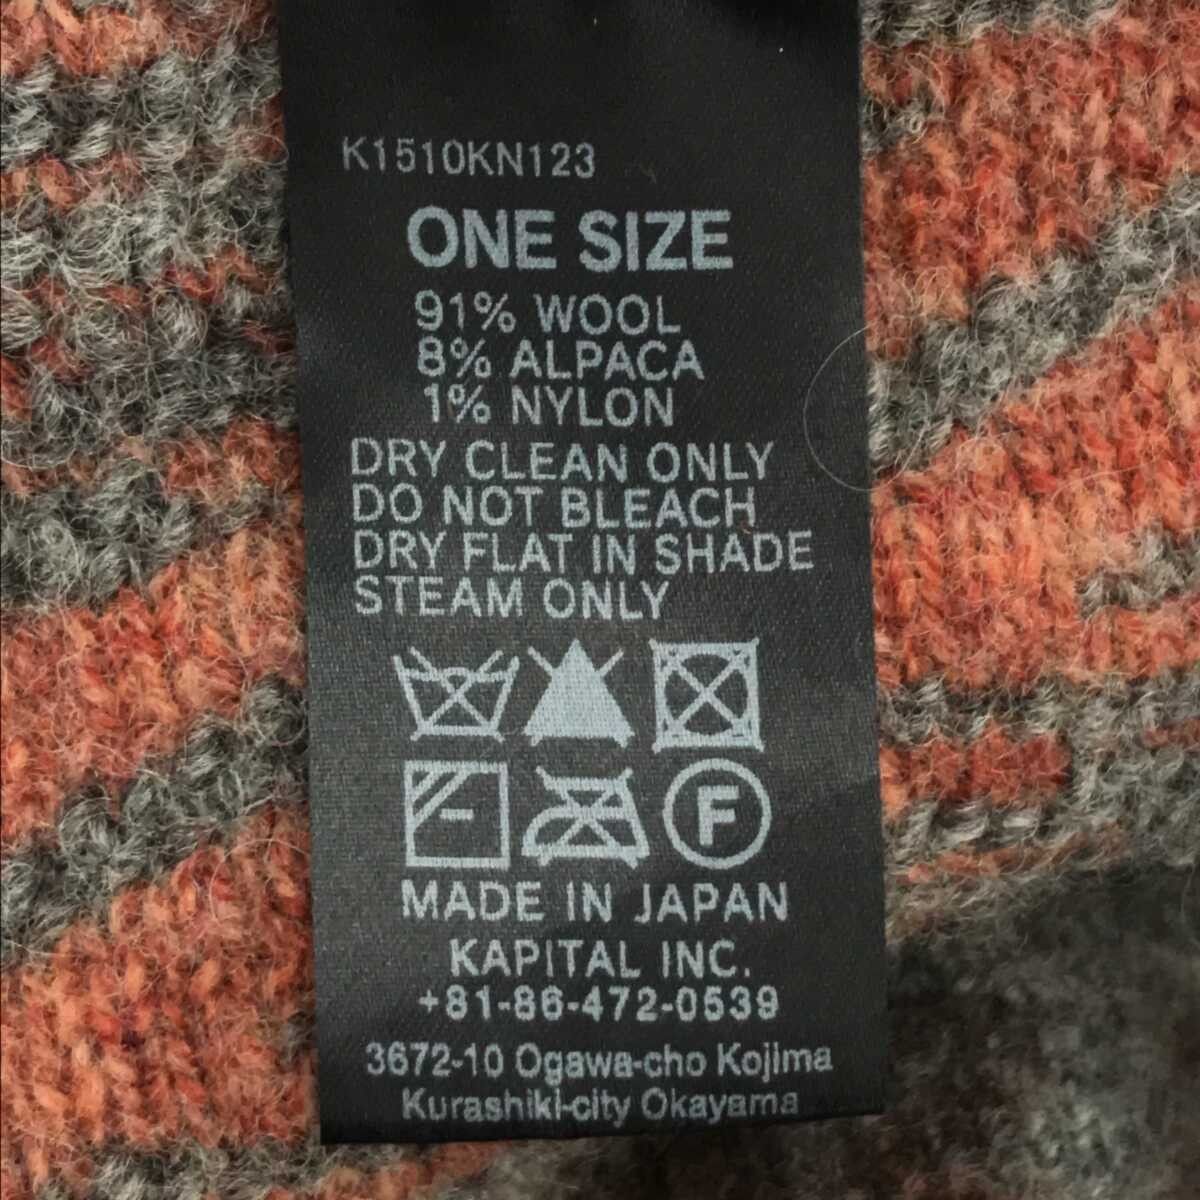 K1510KN123
ONE SIZE
91% WOOL
8% ALPACA
1% NYLON
DRY CLEAN ONLY
DO NOT BLEACH
DRY FLAT IN SHADE
STEAM ONLY
F
MADE IN JAPAN
KAPITAL INC.
+81-86-472-0539
3672-10 Ogawa-cho Kojima
Kurashiki-city Okayama